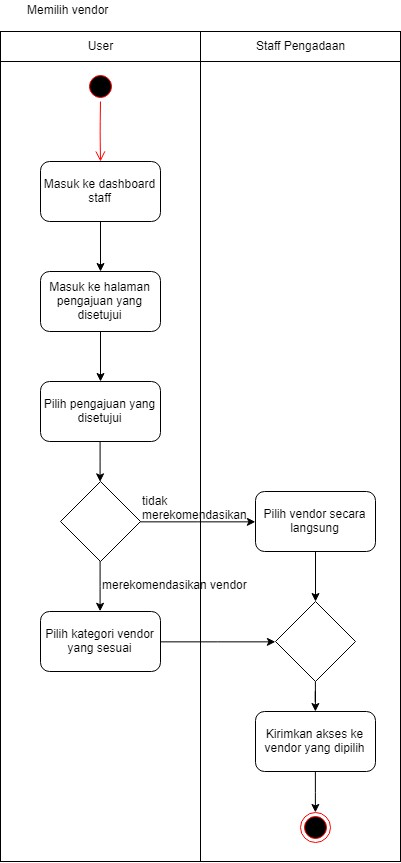 Memilih vendor
User
Staff Pengadaan
Masuk ke dashboard
staff
Masuk ke halaman
pengajuan yang
disetujui
Pilih pengajuan yang
disetujui
tidak
merekomendasikan
Pilih vendor secara
langsung
merekomendasikan vendor
Pilih kategori vendor
yang sesuai
Kirimkan akses ke
vendor yang dipilih